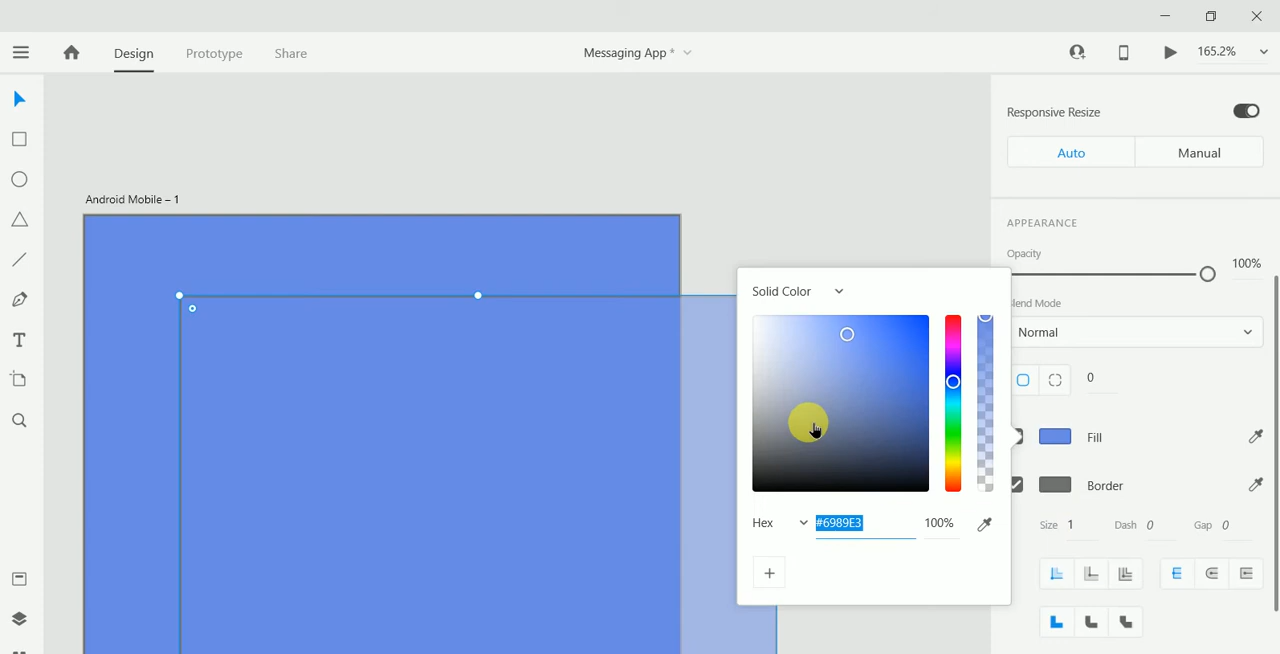 Design Prototype Share Messaging App * 165.2%
Responsive Resize
Auto Manual
Android Mobile – 1
APPEARANCE
Opacity
100%
Solid Color
Blend Mode
Normal
0
Fill
Border
Hex #6989E3 100%
Size 1 Dash 0 Gap 0
T